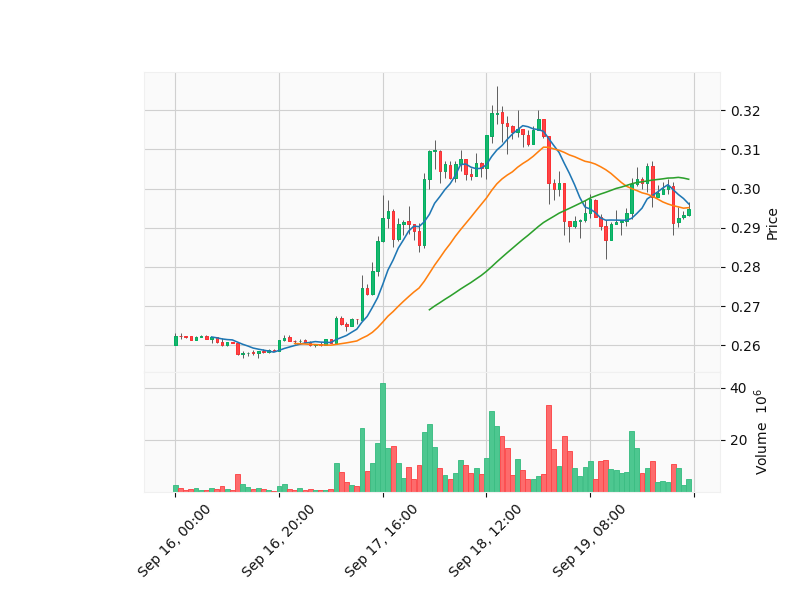 0.32
0.31
0.30
0.29
0.28
0.27
0.26
Price
40
20
Volume 10⁶
Sep 16, 00:00
Sep 16, 20:00
Sep 17, 16:00
Sep 18, 12:00
Sep 19, 08:00